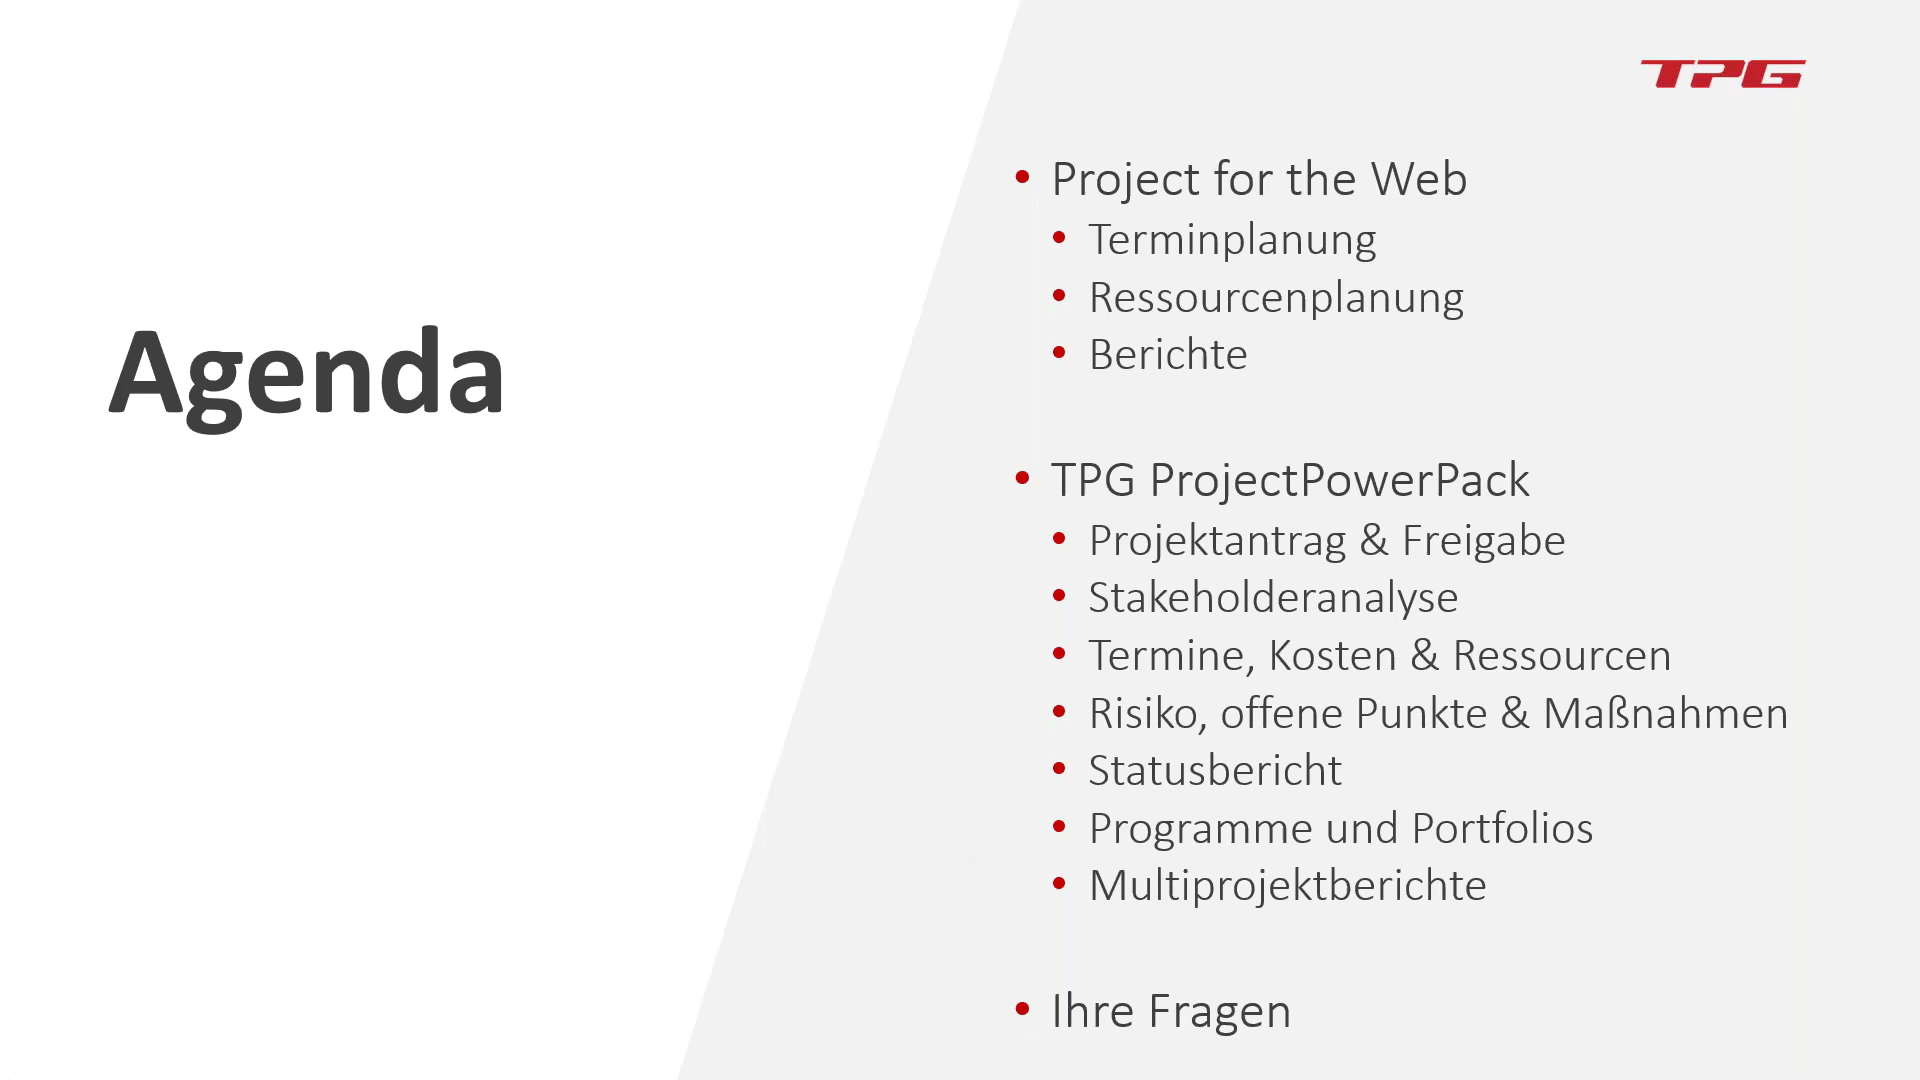 TPG
Agenda
• Project for the Web
• Terminplanung
• Ressourcenplanung
• Berichte
• TPG ProjectPowerPack
• Projektantrag & Freigabe
• Stakeholderanalyse
• Termine, Kosten & Ressourcen
• Risiko, offene Punkte & Maßnahmen
• Statusbericht
• Programme und Portfolios
• Multiprojektberichte
• Ihre Fragen